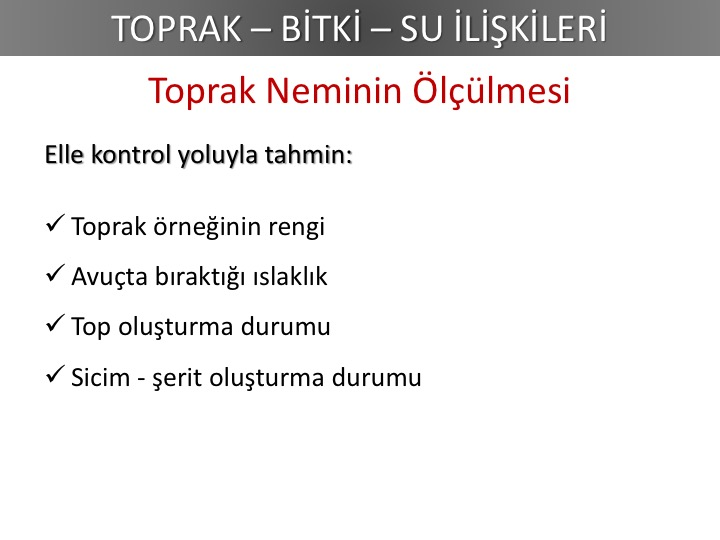 TOPRAK – BİTKİ – SU İLİŞKİLERİ
Toprak Neminin Ölçülmesi
Elle kontrol yoluyla tahmin:
✓ Toprak örneğinin rengi
✓ Avuçta bıraktığı ıslaklık
✓ Top oluşturma durumu
✓ Sicim - şerit oluşturma durumu